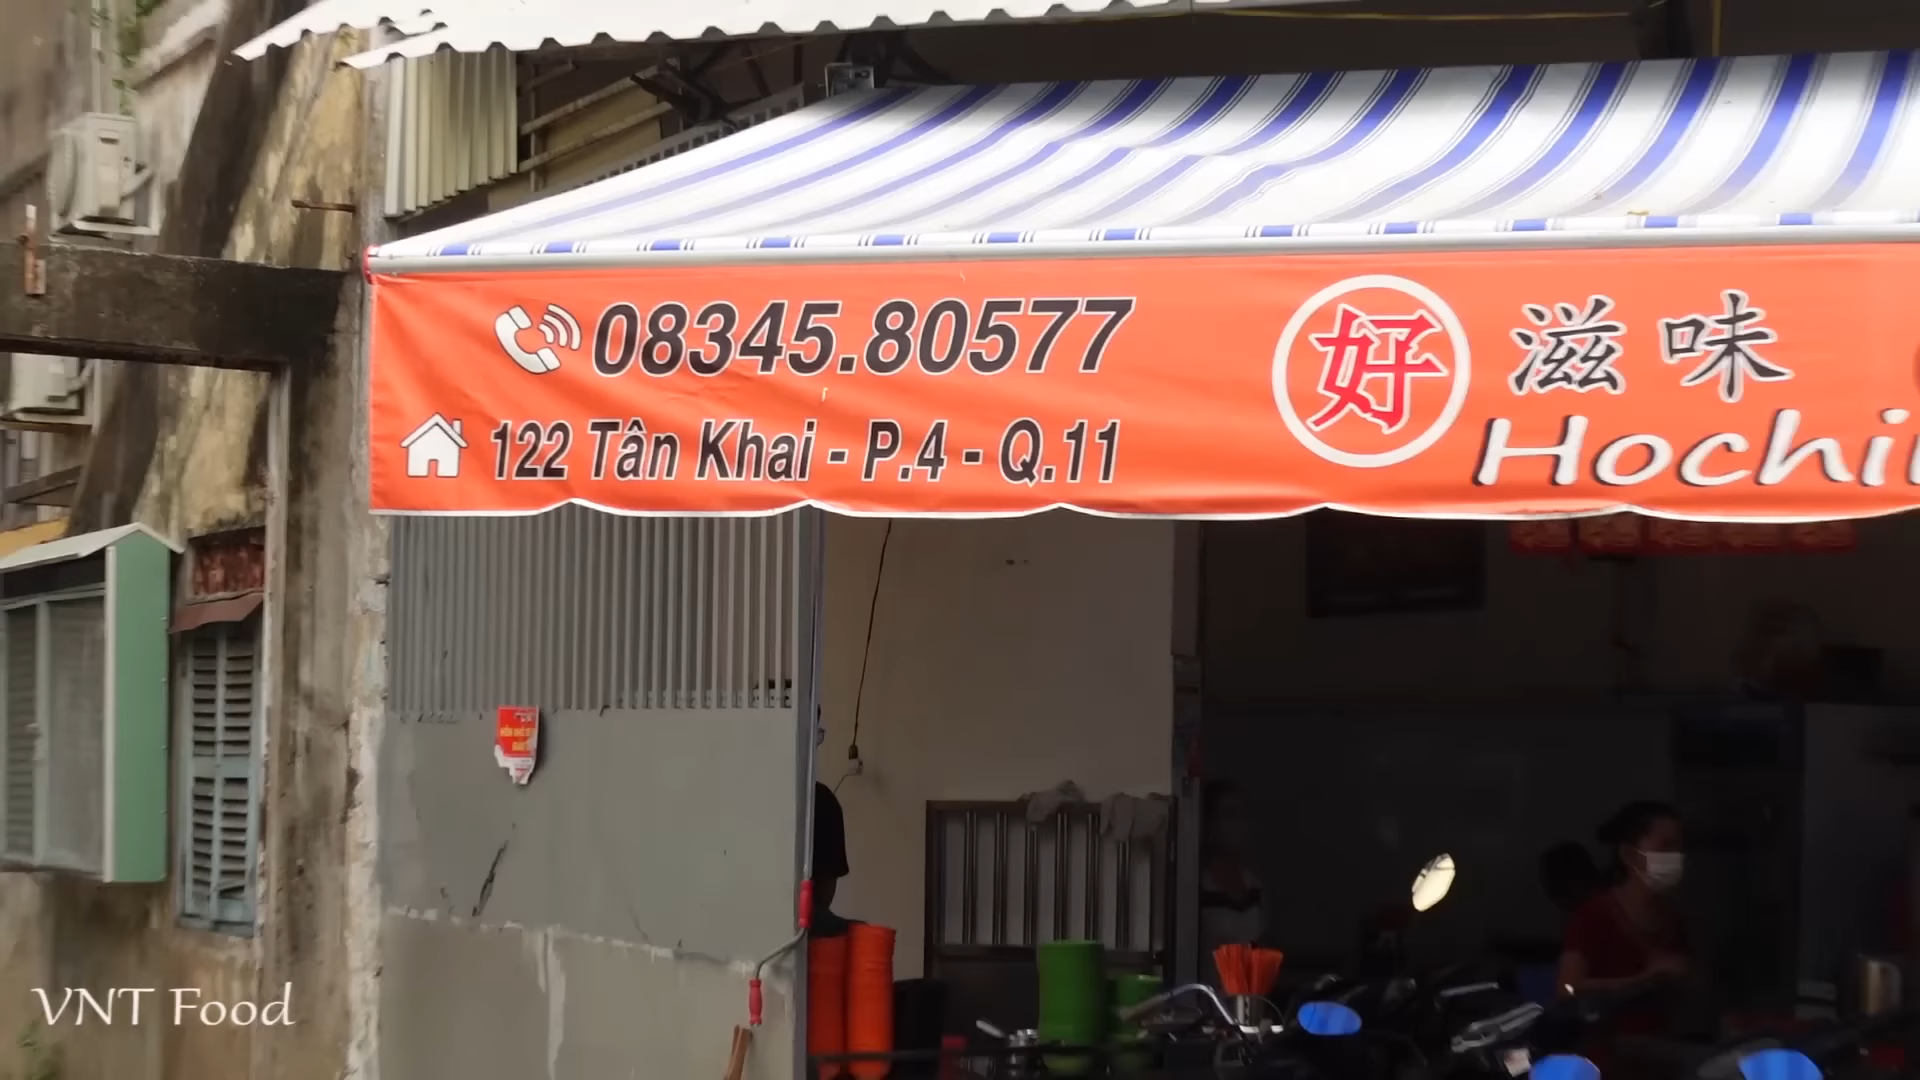 08345.80577
122 Tân Khai - P.4 - Q.11
好
滋味
Hochi
VNT Food